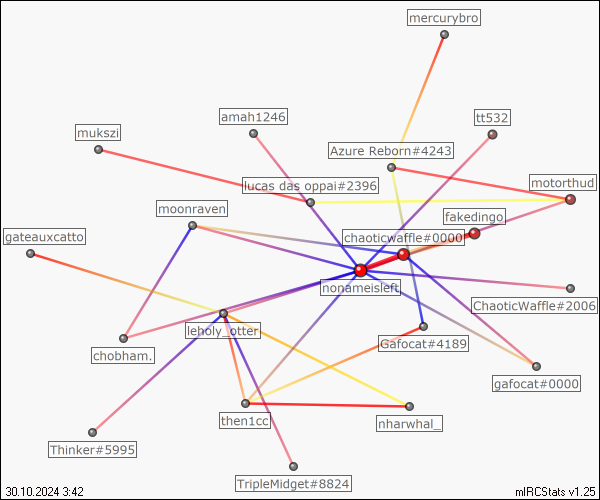 mercurybro
amah1246
tt532
mukszi
Azure Reborn#4243
lucas das oppai#2396
motorthud
moonraven
fakedingo
gateauxcatto
chaoticwaffle#0000
nonameisleft
ChaoticWaffle#2006
leholy_otter
Gafocat#4189
chobham.
gafocat#0000
then1cc
nharwhal_
Thinker#5995
TripleMidget#8824
30.10.2024 3:42
mIRCStats v1.25